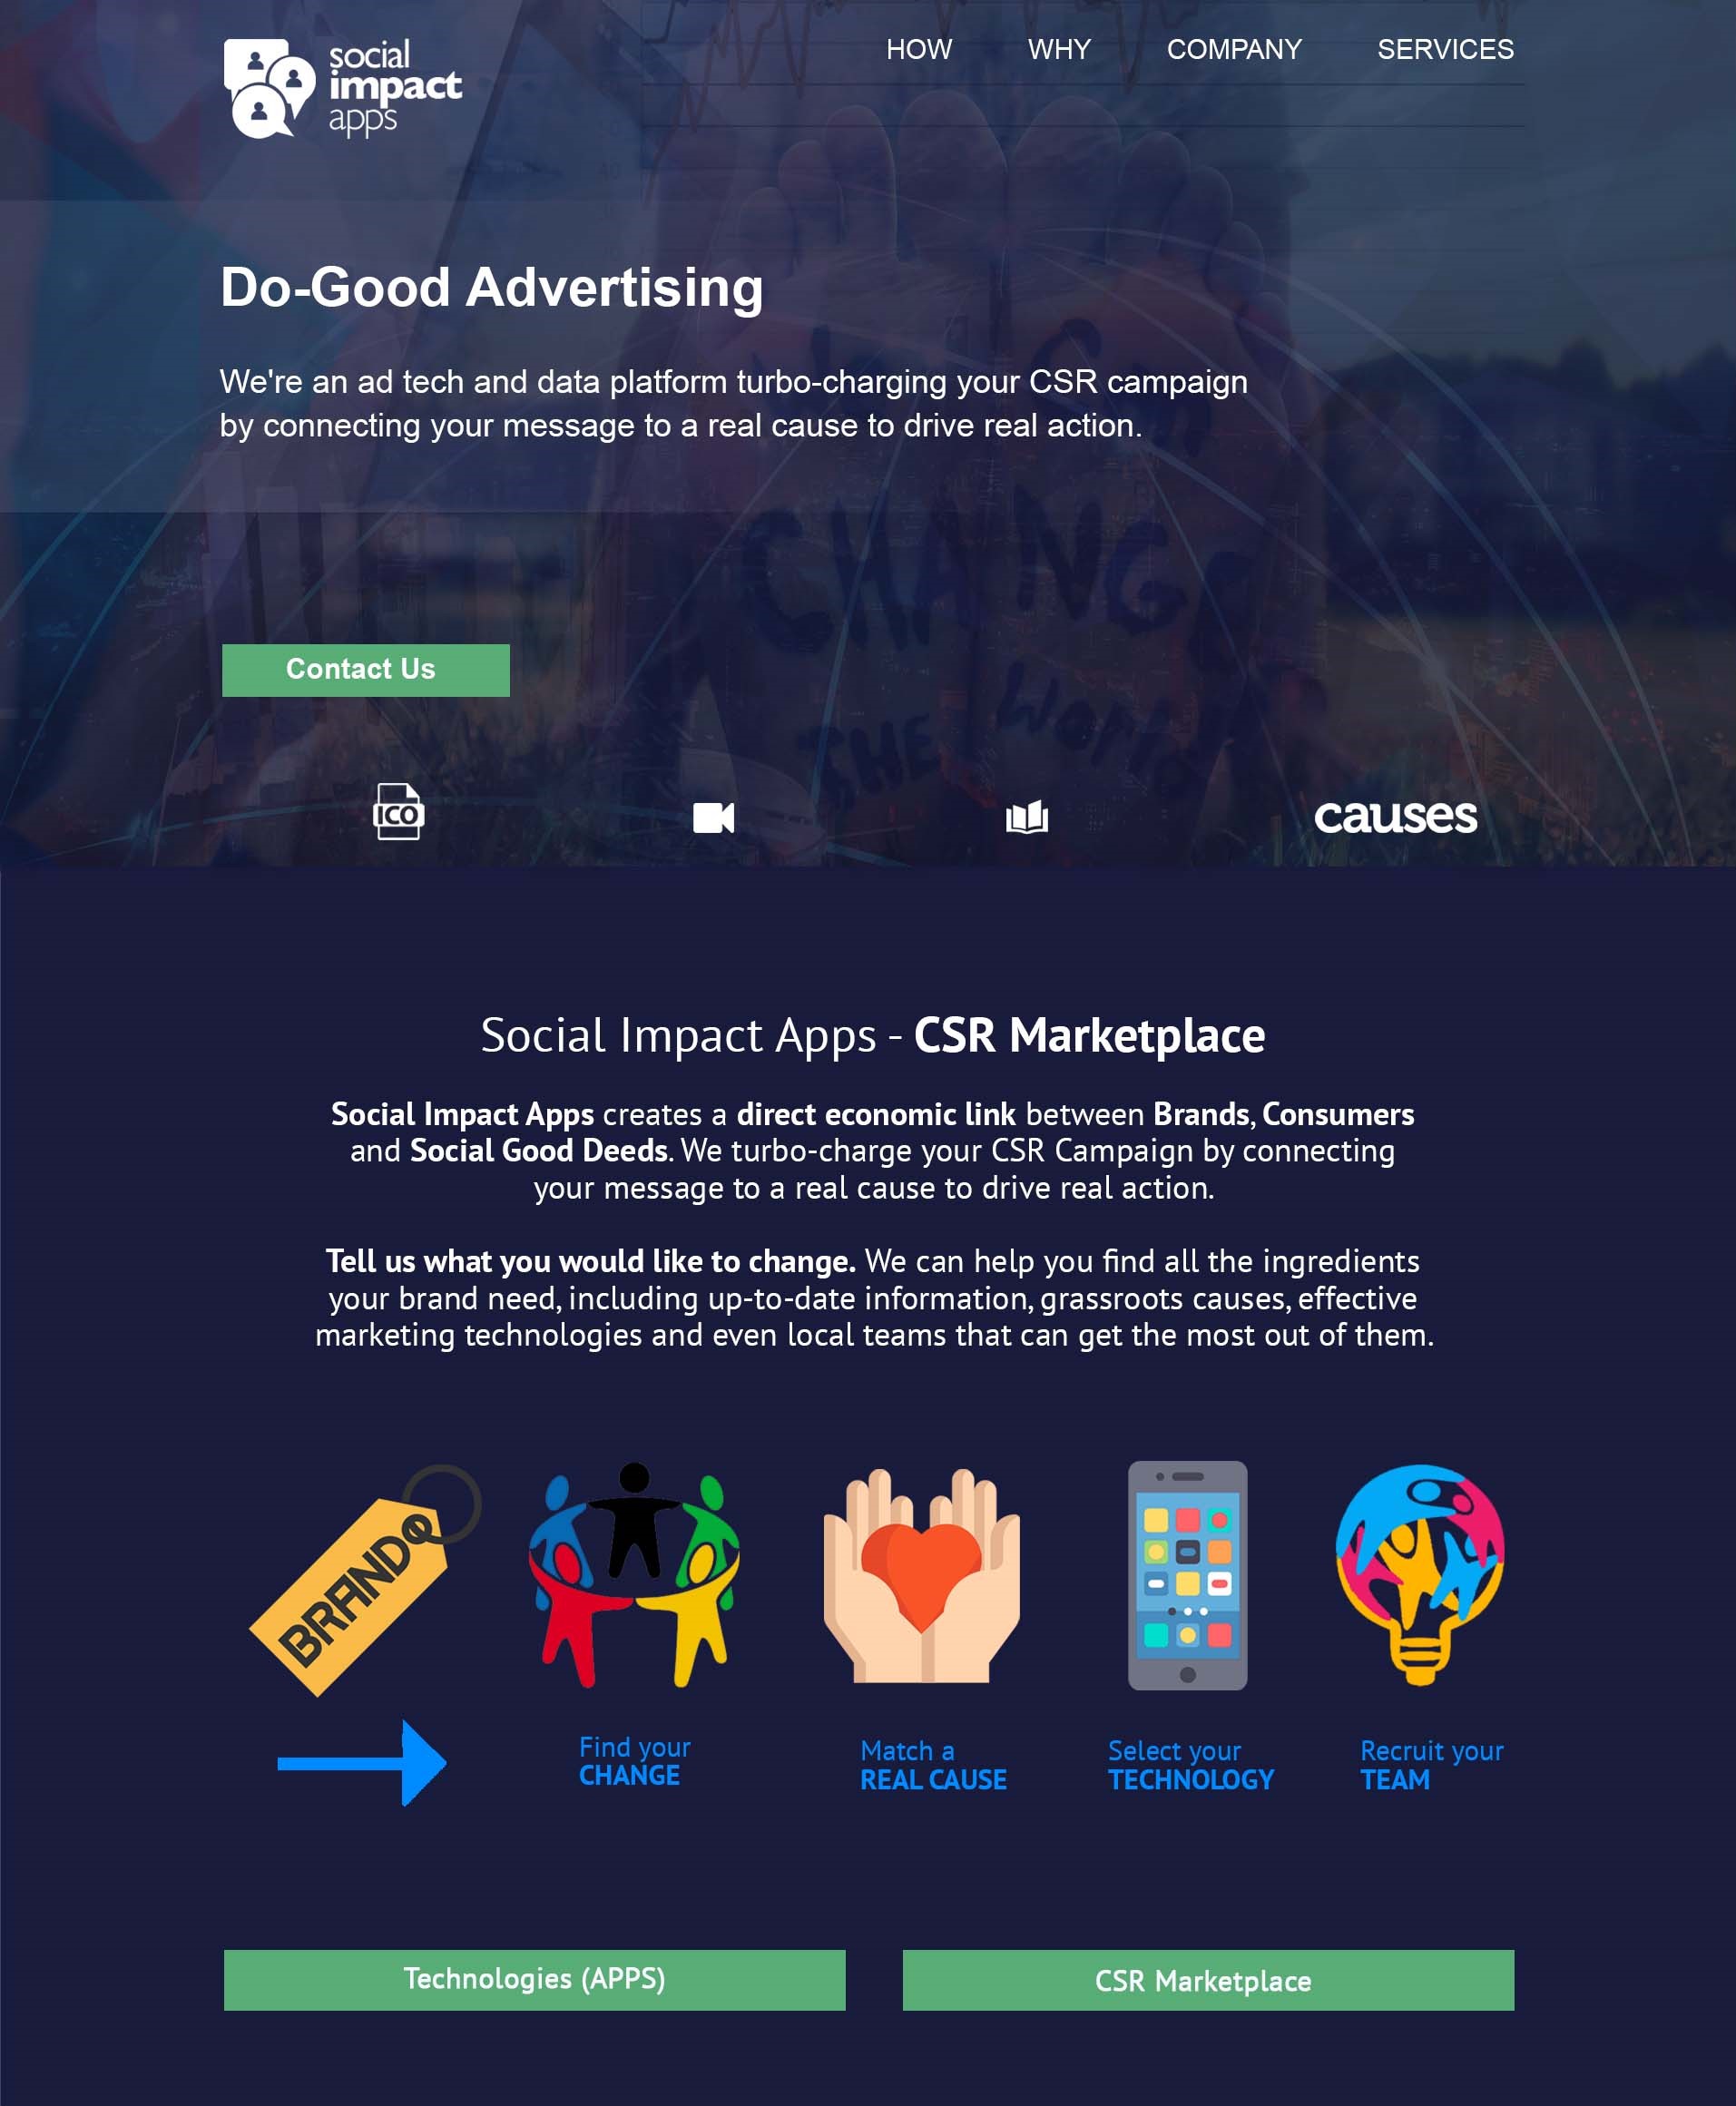 social
impact
apps
HOW WHY COMPANY SERVICES
Do-Good Advertising
We're an ad tech and data platform turbo-charging your CSR campaign
by connecting your message to a real cause to drive real action.
CHANGE
THE WORLD
Contact Us
ICO
causes
Social Impact Apps - CSR Marketplace
Social Impact Apps creates a direct economic link between Brands, Consumers
and Social Good Deeds. We turbo-charge your CSR Campaign by connecting
your message to a real cause to drive real action.
Tell us what you would like to change. We can help you find all the ingredients
your brand need, including up-to-date information, grassroots causes, effective
marketing technologies and even local teams that can get the most out of them.
BRAND
Find your
CHANGE
Match a
REAL CAUSE
Select your
TECHNOLOGY
Recruit your
TEAM
Technologies (APPS)
CSR Marketplace